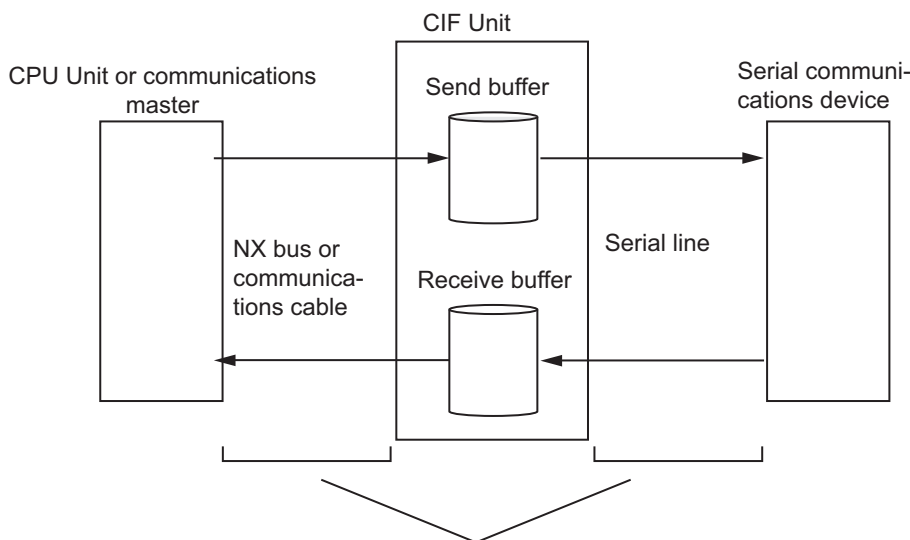 CIF Unit
CPU Unit or communications
master
Send buffer
Serial communi-
cations device
NX bus or
communica-
tions cable
Serial line
Receive buffer